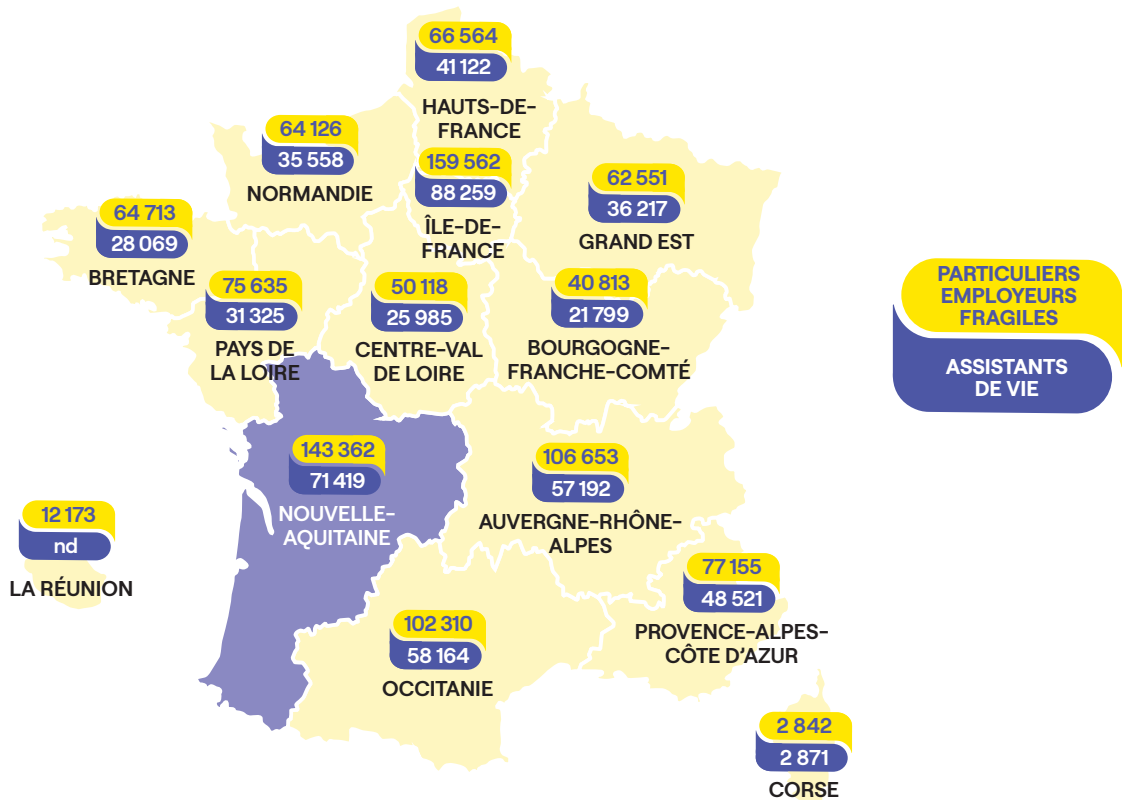 66 564
41 122
HAUTS-DE-
FRANCE
64 126
35 558
NORMANDIE
159 562
88 259
ÎLE-DE-
FRANCE
62 551
36 217
GRAND EST
64 713
28 069
BRETAGNE
75 635
31 325
PAYS DE
LA LOIRE
50 118
25 985
CENTRE-VAL
DE LOIRE
40 813
21 799
BOURGOGNE-
FRANCHE-COMTÉ
PARTICULIERS
EMPLOYEURS
FRAGILES
ASSISTANTS
DE VIE
143 362
71 419
NOUVELLE-
AQUITAINE
106 653
57 192
AUVERGNE-RHÔNE-
ALPES
12 173
nd
LA RÉUNION
77 155
48 521
PROVENCE-ALPES-
CÔTE D'AZUR
102 310
58 164
OCCITANIE
2 842
2 871
CORSE